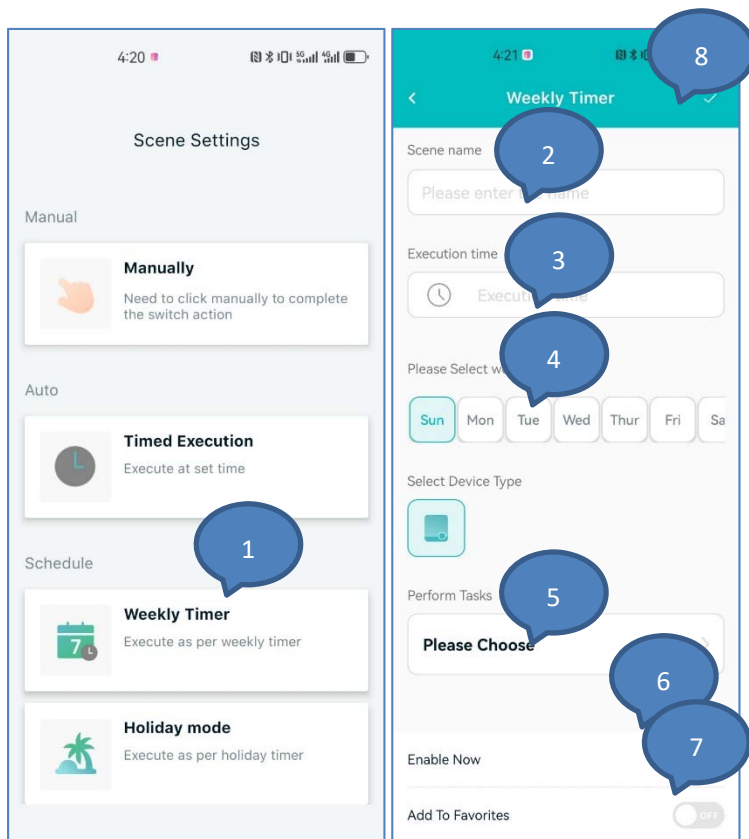 4:20
5G 4G
Scene Settings
Manual
Manually
Need to click manually to complete
the switch action
Auto
Timed Execution
Execute at set time
1
Schedule
Weekly Timer
7
Execute as per weekly timer
Holiday mode
Execute as per holiday timer
4:21
8
Weekly Timer
Scene name
2
Please enter name
Execution time
3
4
Please Select
Sun Mon Tue Wed Thur Fri Sa
Select Device Type
Perform Tasks
5
Please Choose
6
7
Enable Now
Add To Favorites
OFF